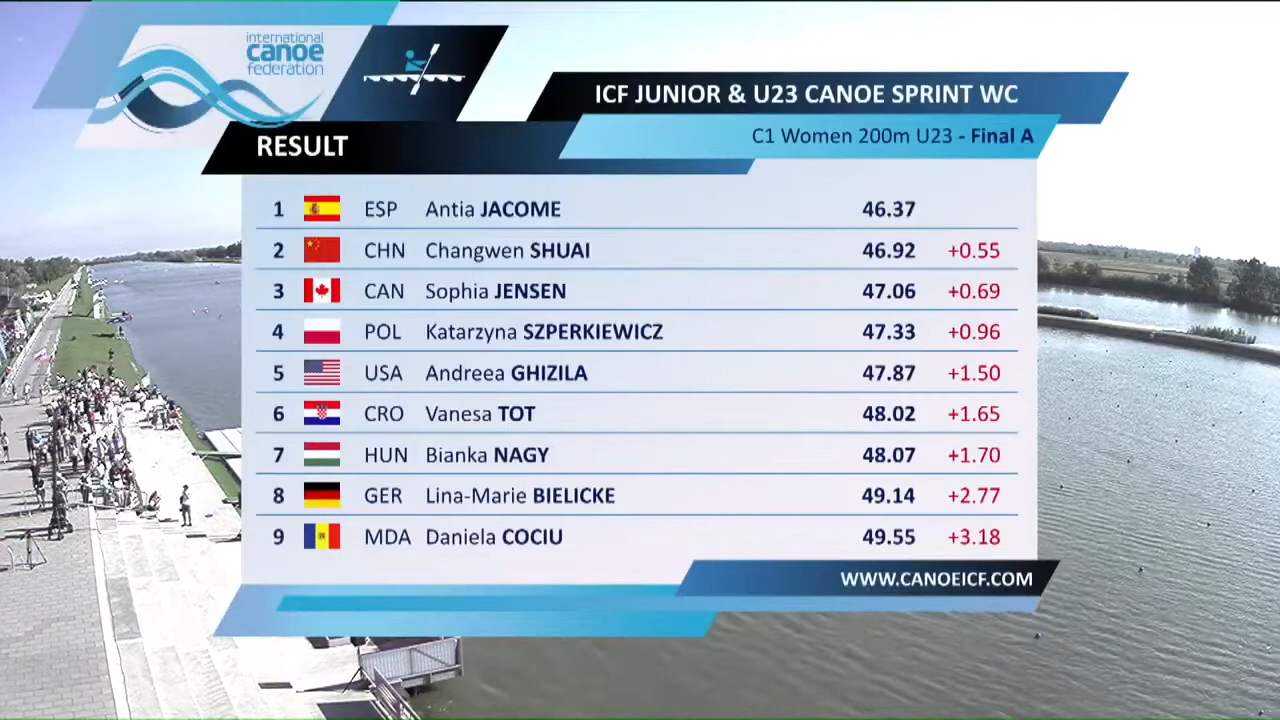 international
canoe
federation
ICF JUNIOR & U23 CANOE SPRINT WC
C1 Women 200m U23 - Final A
RESULT
1 ESP Antia JACOME 46.37
2 CHN Changwen SHUAI 46.92 +0.55
3 CAN Sophia JENSEN 47.06 +0.69
4 POL Katarzyna SZPERKIEWICZ 47.33 +0.96
5 USA Andreea GHIZILA 47.87 +1.50
6 CRO Vanesa TOT 48.02 +1.65
7 HUN Bianka NAGY 48.07 +1.70
8 GER Lina-Marie BIELICKE 49.14 +2.77
9 MDA Daniela COCIU 49.55 +3.18
WWW.CANOEICF.COM